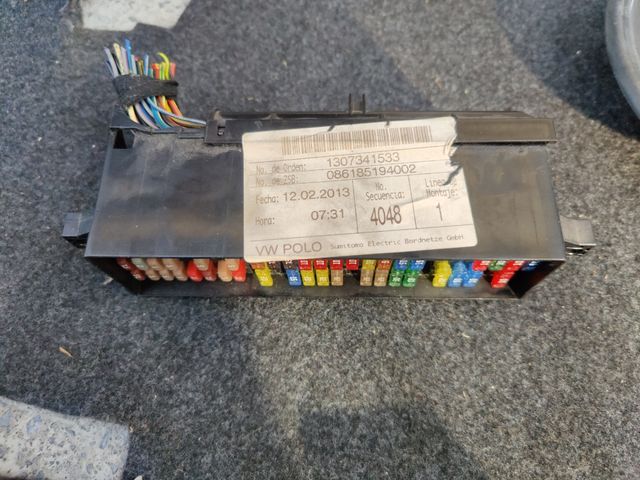 No. de Orden: 1307341533
No. de ZSB: 086185194002
Fecha: 12.02.2013
No. Secuencia:
Montaje:
Hora: 07:31
4048
1
VW POLO Sumitomo Electric Bordnetze GmbH